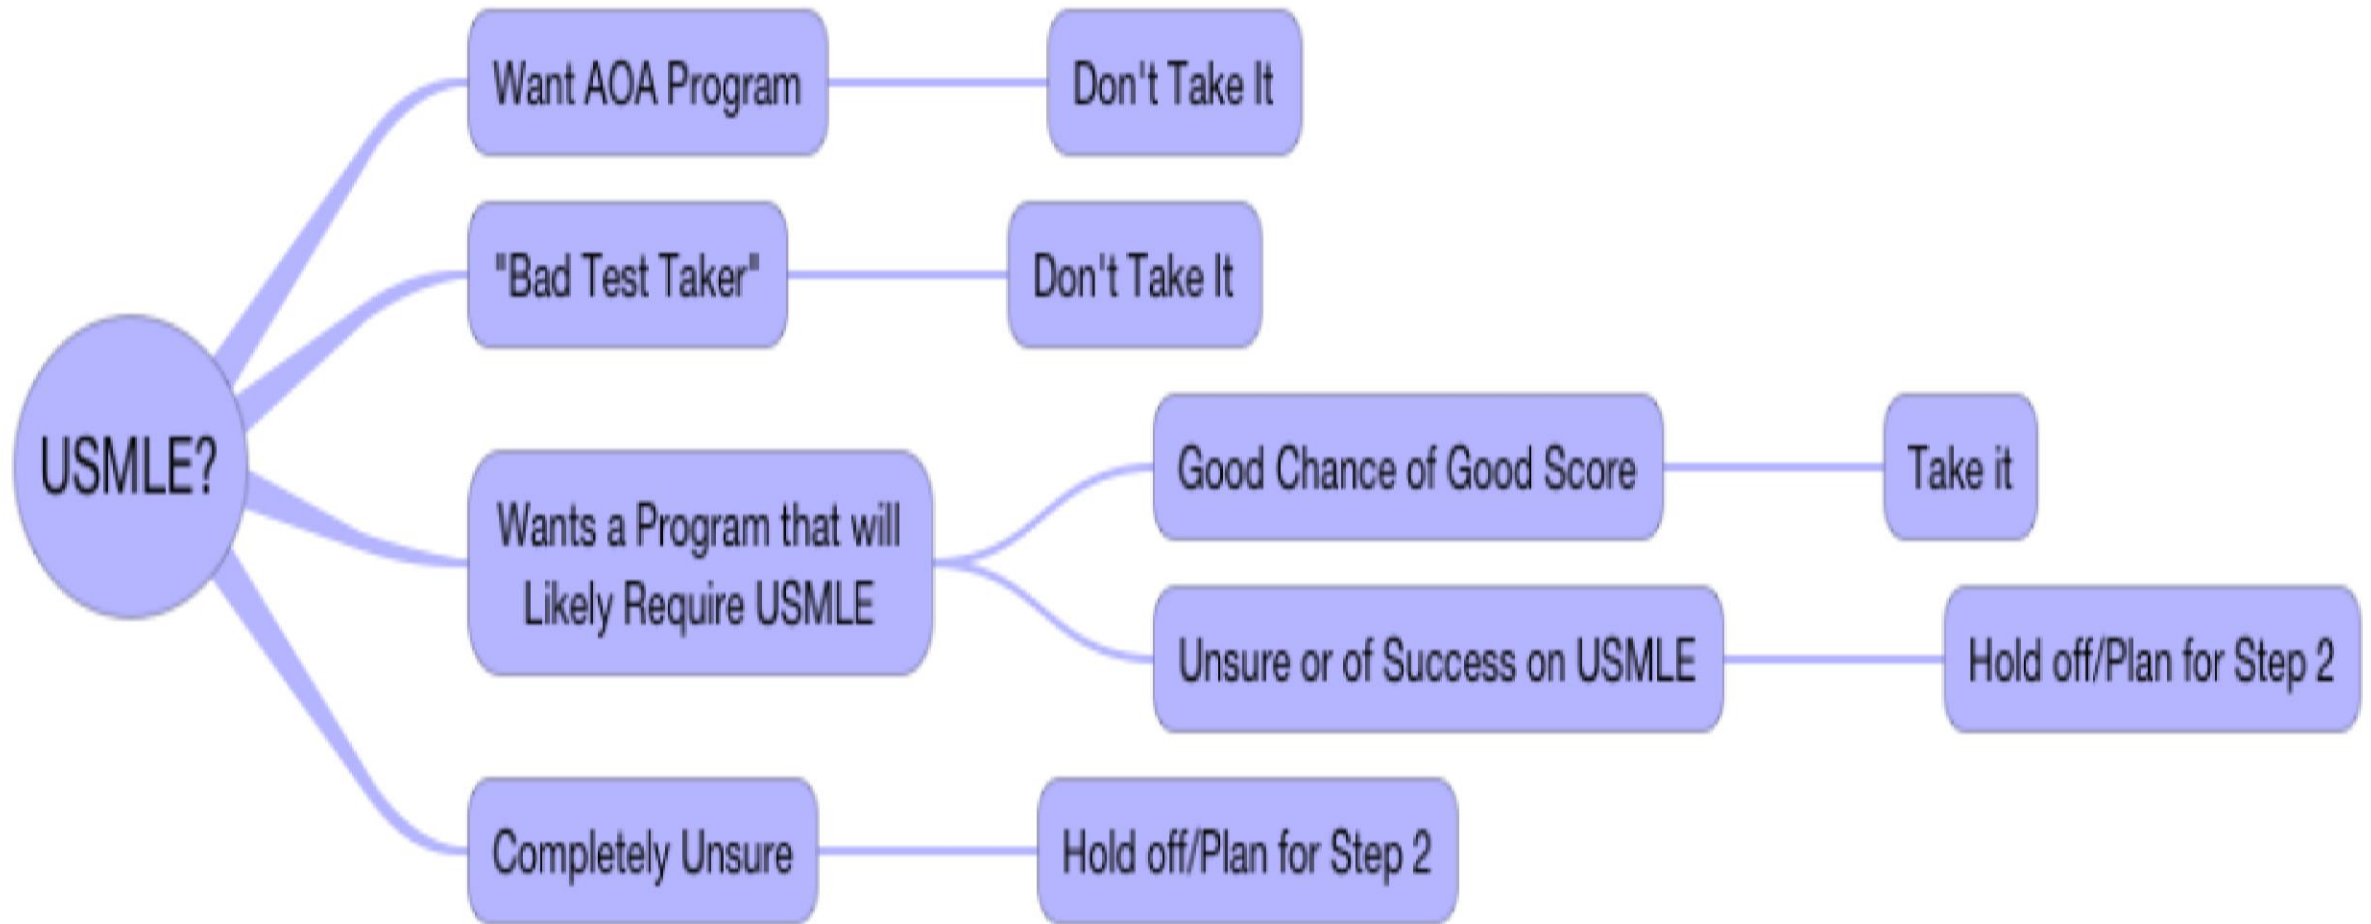 USMLE?
Want AOA Program
Don't Take It
"Bad Test Taker"
Don't Take It
Wants a Program that will
Likely Require USMLE
Good Chance of Good Score
Take it
Unsure or of Success on USMLE
Hold off/Plan for Step 2
Completely Unsure
Hold off/Plan for Step 2